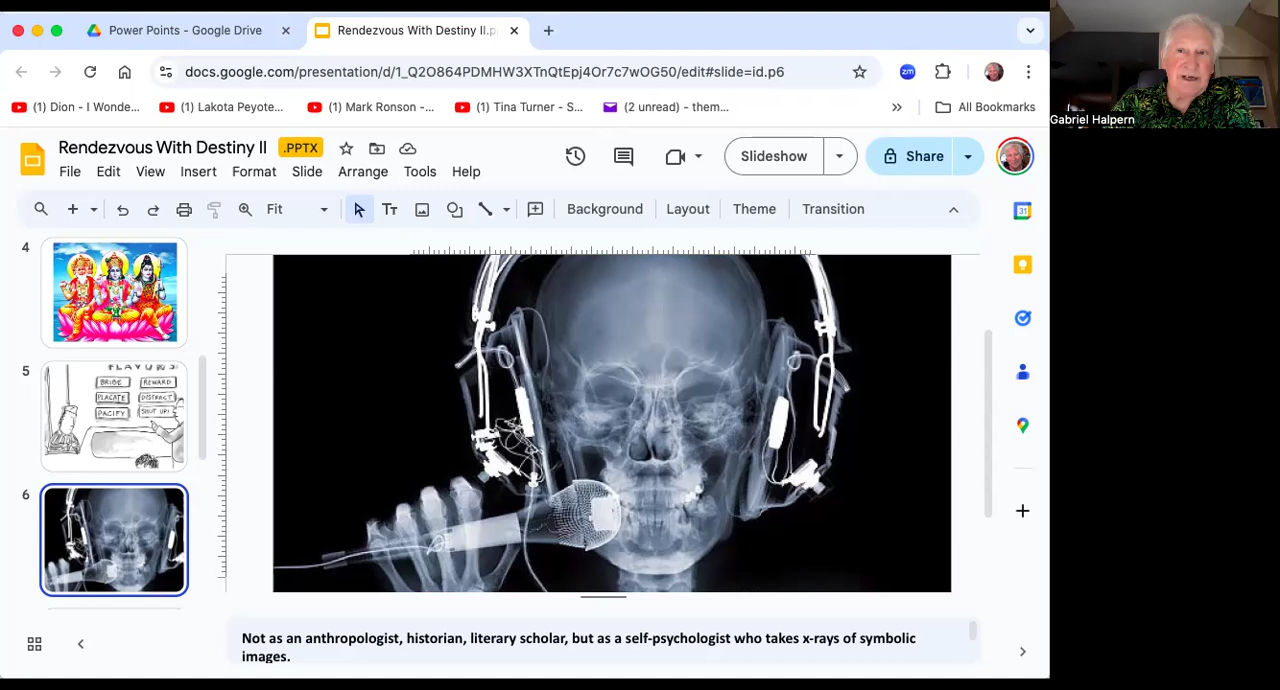 Power Points - Google Drive
Rendezvous With Destiny II.p
docs.google.com/presentation/d/1_Q2O864PDMHW3XTnQtEpj4Or7c7wOG50/edit#slide=id.p6
zm
(1) Dion - I Wonde...
(1) Lakota Peyote...
(1) Mark Ronson -...
(1) Tina Turner - S...
(2 unread) - them...
All Bookmarks
Gabriel Halpern
Rendezvous With Destiny II
.PPTX
Slideshow
Share
File Edit View Insert Format Slide Arrange Tools Help
Fit
Tт
Background
Layout
Theme
Transition
31
4
5
BRIBE
REWARD
PLACATE
DISTRACT
PACIFY
SHUT UP!
6
Not as an anthropologist, historian, literary scholar, but as a self-psychologist who takes x-rays of symbolic
images.